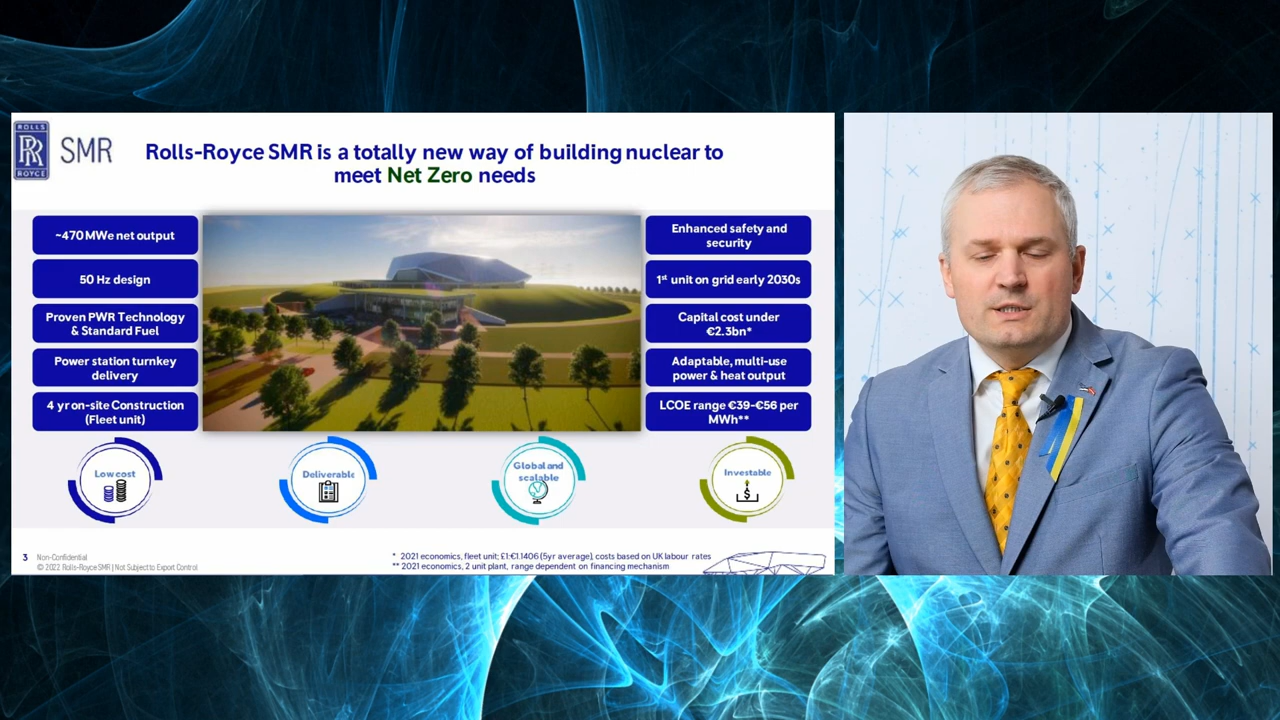 ROLLS
RR
ROYCE
SMR
Rolls-Royce SMR is a totally new way of building nuclear to
meet Net Zero needs
~470 MWe net output
50 Hz design
Proven PWR Technology
& Standard Fuel
Power station turnkey
delivery
4 yr on-site Construction
(Fleet unit)
Enhanced safety and
security
1st unit on grid early 2030s
Capital cost under
€2.3bn*
Adaptable, multi-use
power & heat output
LCOE range €39-€56 per
MWh**
Low cost
Deliverable
Global and
scalable
Investable
$
3 Non-Confidential
© 2022 Rolls-Royce SMR | Not Subject to Export Control
* 2021 economics, fleet unit; £1:€1.1406 (5yr average), costs based on UK labour rates
** 2021 economics, 2 unit plant, range dependent on financing mechanism